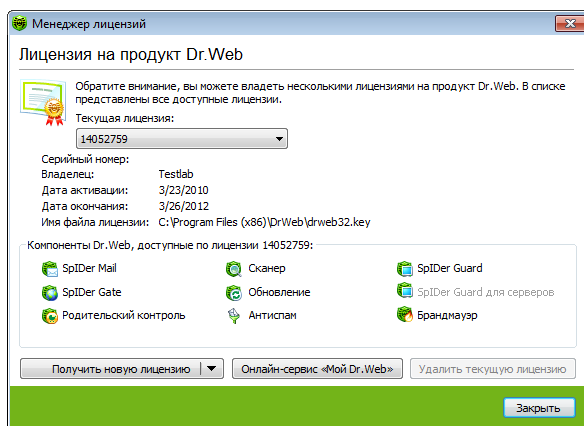 Менеджер лицензий
Лицензия на продукт Dr.Web
Обратите внимание, вы можете владеть несколькими лицензиями на продукт Dr.Web. В списке
представлены все доступные лицензии.
Текущая лицензия:
14052759
Серийный номер:
Владелец: Testlab
Дата активации: 3/23/2010
Дата окончания: 3/26/2012
Имя файла лицензии: C:\Program Files (x86)\DrWeb\drweb32.key
Компоненты Dr.Web, доступные по лицензии 14052759:
SpIDer Mail Сканер SpIDer Guard
SpIDer Gate Обновление SpIDer Guard для серверов
Родительский контроль Антиспам Брандмауэр
Получить новую лицензию Онлайн-сервис «Мой Dr.Web» Удалить текущую лицензию
Закрыть